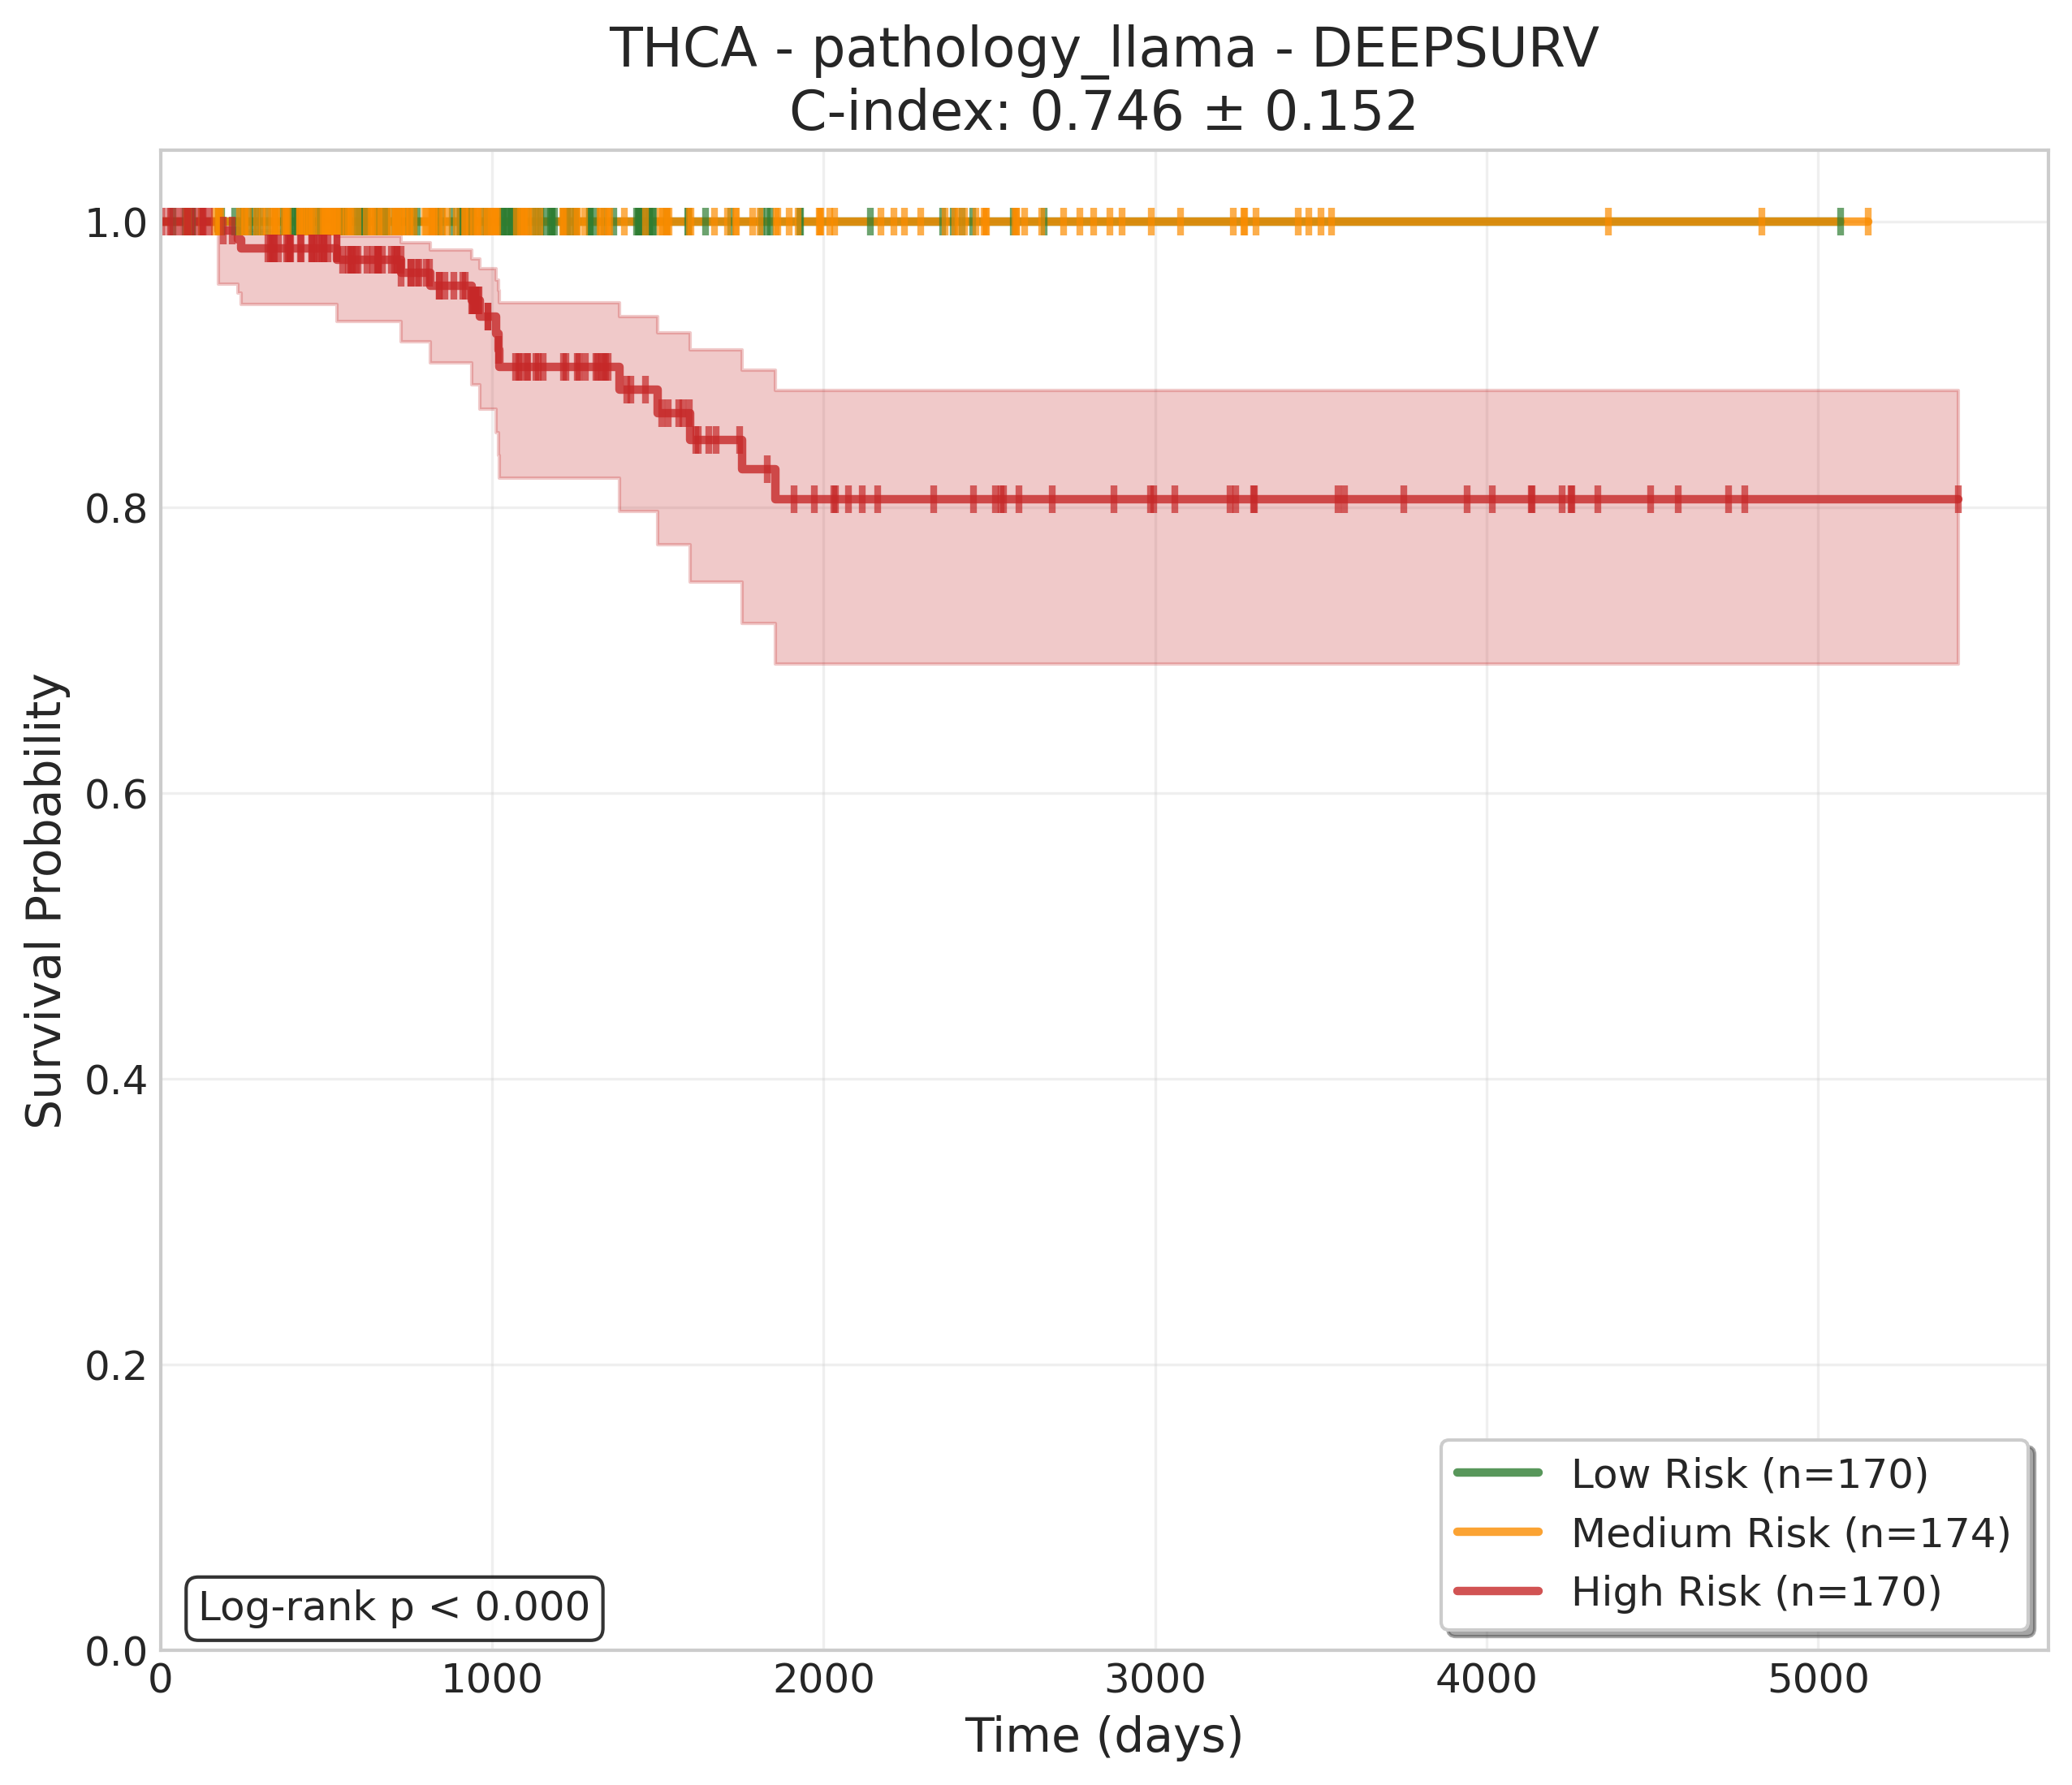 THCA - pathology_llama - DEEPSURV
C-index: 0.746 ± 0.152
Survival Probability
1.0
0.8
0.6
0.4
0.2
0.0
Log-rank p < 0.000
Low Risk (n=170)
Medium Risk (n=174)
High Risk (n=170)
0 1000 2000 3000 4000 5000
Time (days)